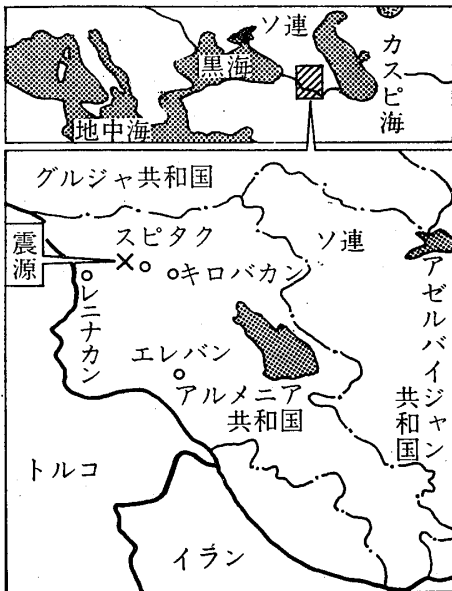 ソ連
黒海
カスピ海
地中海
グルジャ共和国
スピタク
ソ連
震源
キロバカン
レニナカン
アゼルバイジャン
共和国
エレバン
アルメニア
共和国
トルコ
イラン